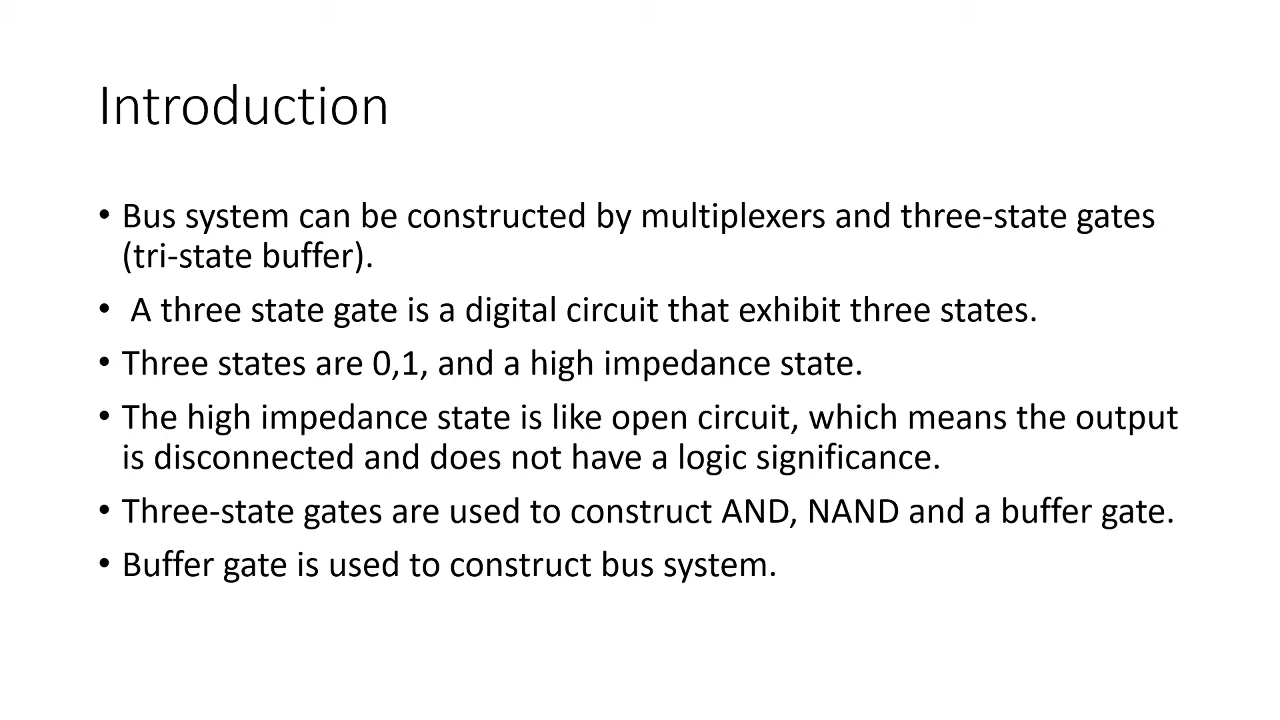 Introduction
• Bus system can be constructed by multiplexers and three-state gates
(tri-state buffer).
• A three state gate is a digital circuit that exhibit three states.
• Three states are 0,1, and a high impedance state.
• The high impedance state is like open circuit, which means the output
is disconnected and does not have a logic significance.
• Three-state gates are used to construct AND, NAND and a buffer gate.
• Buffer gate is used to construct bus system.